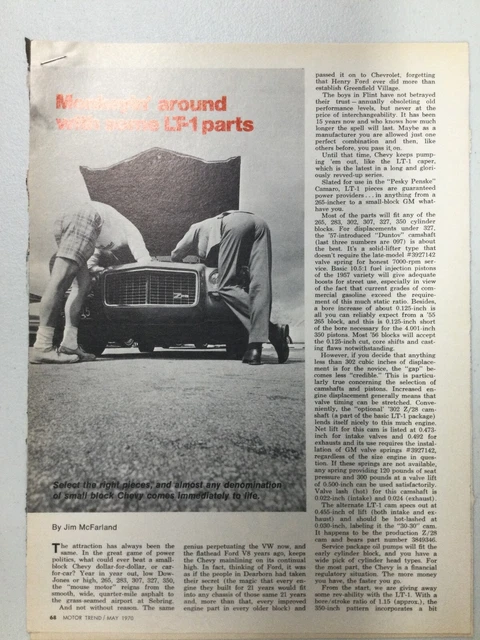 around
LT-1 parts
Z/28
Select the right pieces, and almost any denomination
of small block Chevy comes immediately to life.
By Jim McFarland
The attraction has always been the
same. In the great game of power
politics, what could ever beat a small-
block Chevy dollar-for-dollar, or car-
for-car? Year in out, low Dow
Jones or high, 265, 283, 307, 327, 350,
the "mouse motor" reigns from the
smooth, wide, quarter-mile asphalt to
the grass-seamed airport at Sebring.
And not without reason. The same
genius perpetuating the VW now, and
the flathead Ford V8 years ago, keeps
the Chevy mainlining on its continual
high. In fact, thinking of Ford, it was
as if the people in Dearborn had taken
their secret (the magic that every en-
gine they built for 21 years would fit
into any chassis of those same 21 years
and, more than that, every improved
engine part in every older block) and
passed it on to Chevrolet, forgetting
that Henry Ford ever did more than
establish Greenfield Village.
The boys in Flint have not betrayed
their trust—annually obsoleting old
performance levels, but never at the
price of interchangeability. It has been
15 years now and who knows how much
longer the spell will last. Maybe as a
manufacturer you are allowed just one
perfect combination and then, like
others before, you pass it on.
Until that time, Chevy keeps pump-
ing 'em out, like the LT-1 caper,
which is the latest in a long and glori-
ously revved-up series.
Slated for use in the "Pesky Penske"
Camaro, LT-1 pieces are guaranteed
power providers . . . in anything from a
265-incher to a small-block GM what-
have you.
Most of the parts will fit any of the
265, 283, 302, 307, 327, 350 cylinder
blocks. For displacements under 327,
the '57-introduced "Duntov" camshaft
(last three numbers are 097) is about
the best. It's a solid-lifter type that
doesn't require the late-model #3927142
valve spring for honest 7000-rpm ser-
vice. Basic 10.5:1 fuel injection pistons
of the 1957 variety will give adequate
boosts for street use, especially in view
of the fact that current grades of com-
mercial gasoline exceed the require-
ment of this much static ratio. Besides,
a bore increase of about 0.125-inch is
all you can reliably expect from a '55
265 block, and this is 0.125-inch short
of the bore necessary for the 4.001-inch
350 pistons. Most '56 blocks will accept
the 0.125-inch cut, core shifts and cast-
ing flaws notwithstanding.
However, if you decide that anything
less than 302 cubic inches of displace-
ment is for the novice, the "gap" be-
comes less "credible." This is particu-
larly true concerning the selection of
camshafts and pistons. Increased en-
gine displacement generally means that
valve timing can be stretched. Conve-
niently, the "optional" '302 Z/28 cam-
shaft (a part of the basic LT-1 package)
lends itself nicely to this much engine.
Net lift for this cam is listed at 0.473-
inch for intake valves and 0.492 for
exhausts and its use requires the instal-
lation of GM valve springs #3927142,
regardless of the engine size in ques-
tion. If these springs are not available,
any spring providing 120 pounds of seat
pressure and 300 pounds at a valve lift
of 0.500-inch can be used satisfactorily.
Valve lash (hot) for this camshaft is
0.022-inch (intake) and 0.024 (exhaust).
The alternate LT-1 cam specs out at
0.455-inch of lift (both intake and ex-
haust) and should be hot-lashed at
0.030-inch, labeling it the "30-30" cam.
It happens to be the production Z/28
cam and bears part number 3849346.
Service package oil pumps will fit the
early cylinder block, and you have a
wide pick of cylinder head types. For
the most part, the Chevy is a financial
regulatory situation. The more money
you have, the faster you go.
From the start, we are giving away
some rev-ability with the LT-1. With a
bore/stroke ratio of 1.15 (approx.), the
350-inch pattern incorporates a bit
68 MOTOR TREND / MAY 1970